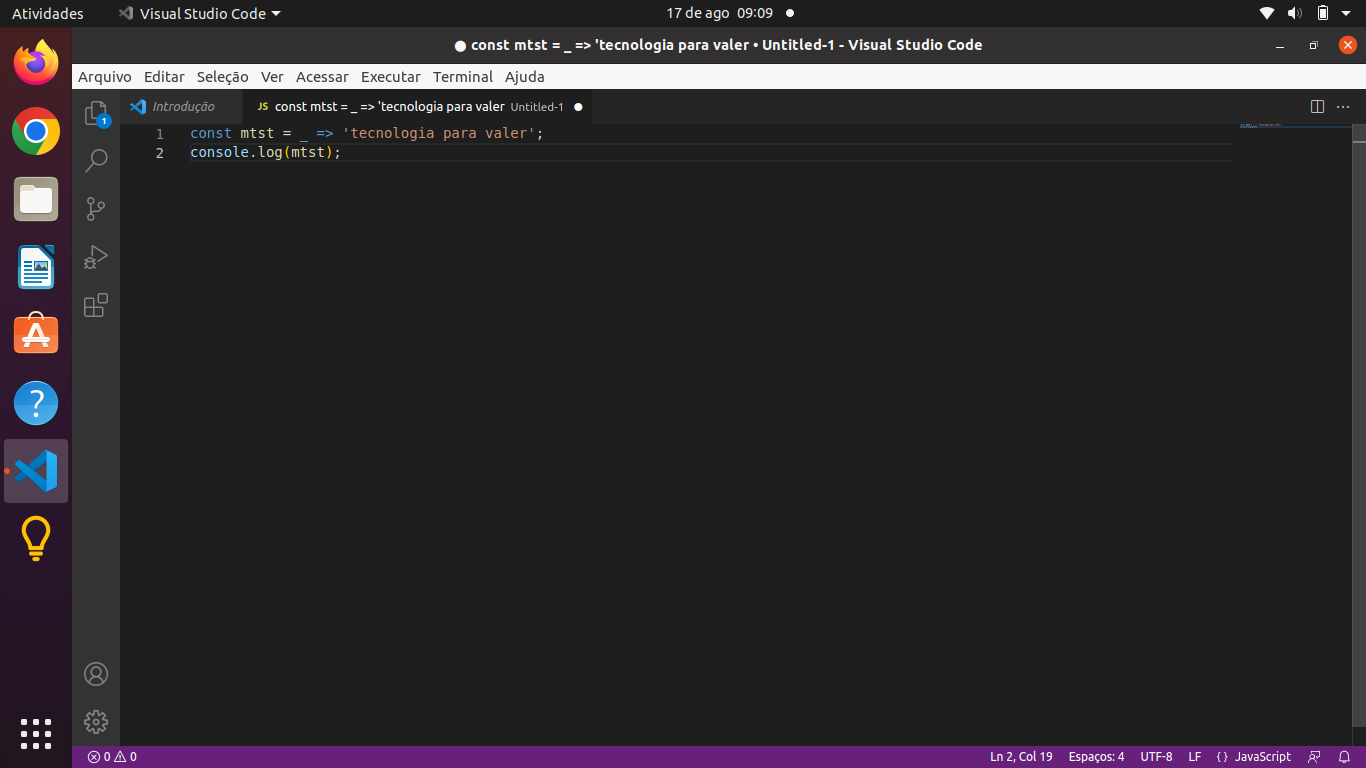 Atividades Visual Studio Code 17 de ago 09:09
● const mtst = _ => 'tecnologia para valer • Untitled-1 - Visual Studio Code
Arquivo Editar Seleção Ver Acessar Executar Terminal Ajuda
1 Introdução JS const mtst = _ => 'tecnologia para valer Untitled-1
1 const mtst = _ => 'tecnologia para valer';
2 console.log(mtst);
0 0 Ln 2, Col 19 Espaços: 4 UTF-8 LF {} JavaScript